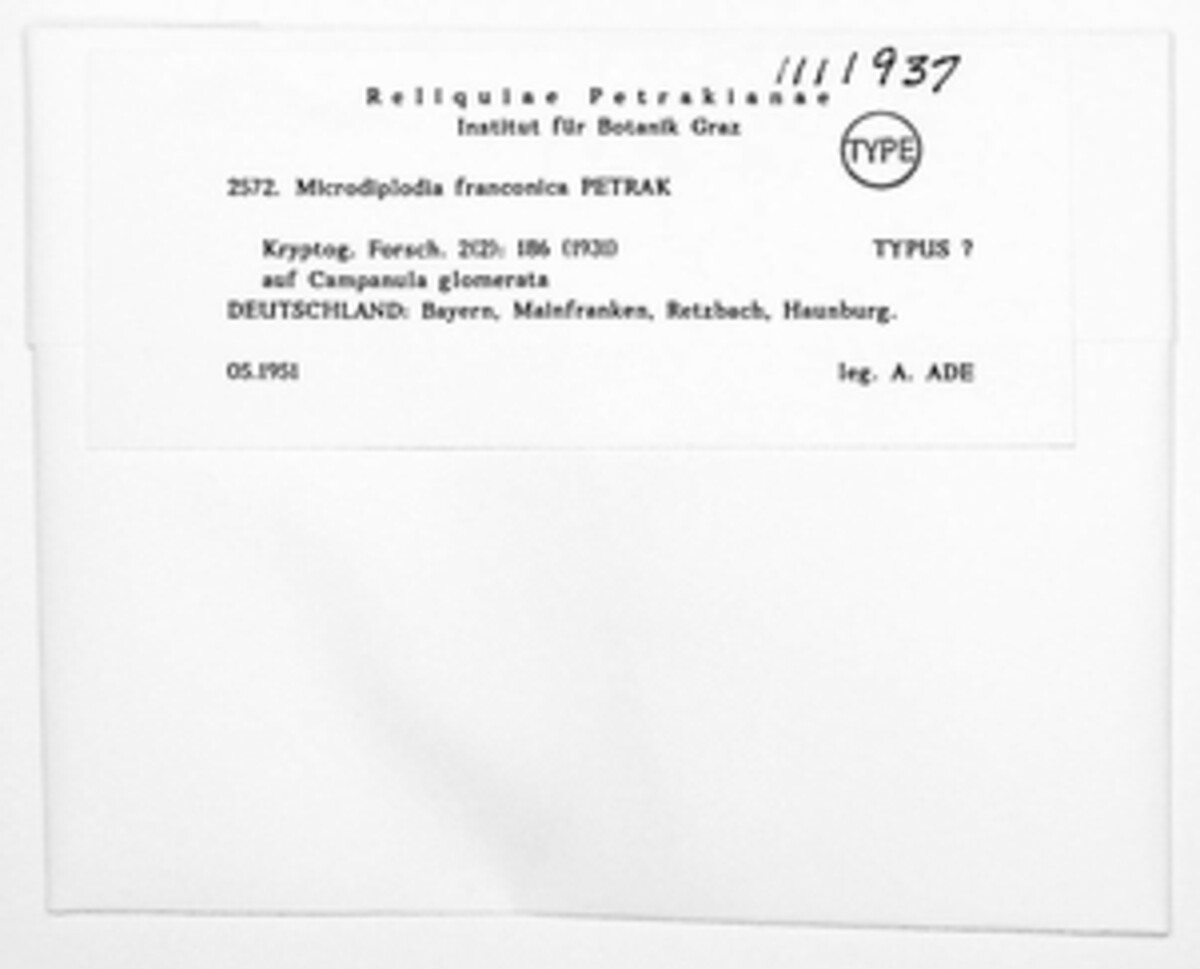 1111937
Reliquiae Petrakianae
Institut für Botanik Graz
TYPE
2572. Microdiplodia franconica PETRAK
Kryptog. Forsch. 2(2): 186 (1931) TYPUS ?
auf Campanula glomerata
DEUTSCHLAND: Bayern, Mainfranken, Retzbach, Haunburg.
05.1951 leg. A. ADE